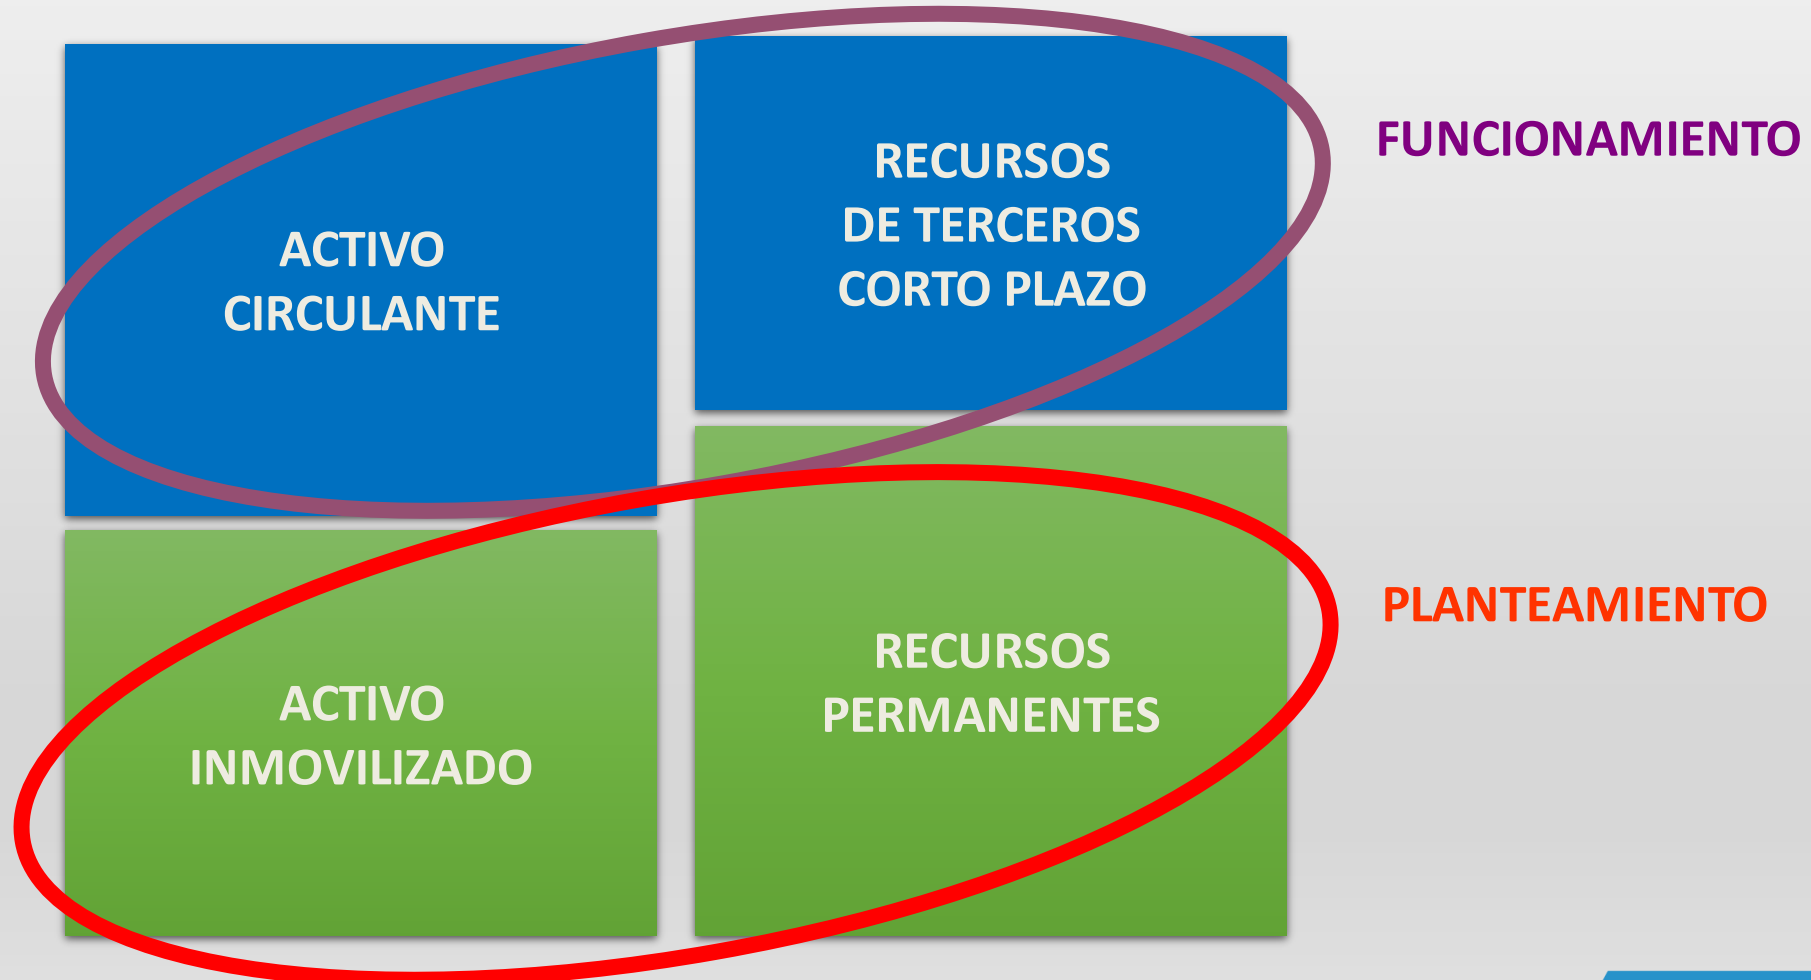 ACTIVO
CIRCULANTE
RECURSOS
DE TERCEROS
CORTO PLAZO
FUNCIONAMIENTO
ACTIVO
INMOVILIZADO
RECURSOS
PERMANENTES
PLANTEAMIENTO